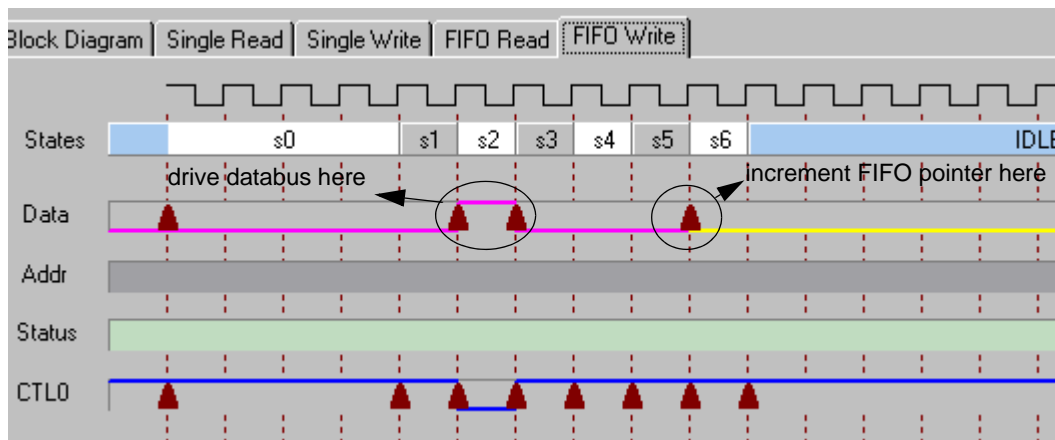 Block Diagram Single Read Single Write FIFO Read FIFO Write
States s0 s1 s2 s3 s4 s5 s6 IDLE
drive databus here increment FIFO pointer here
Data
Addr
Status
CTL0